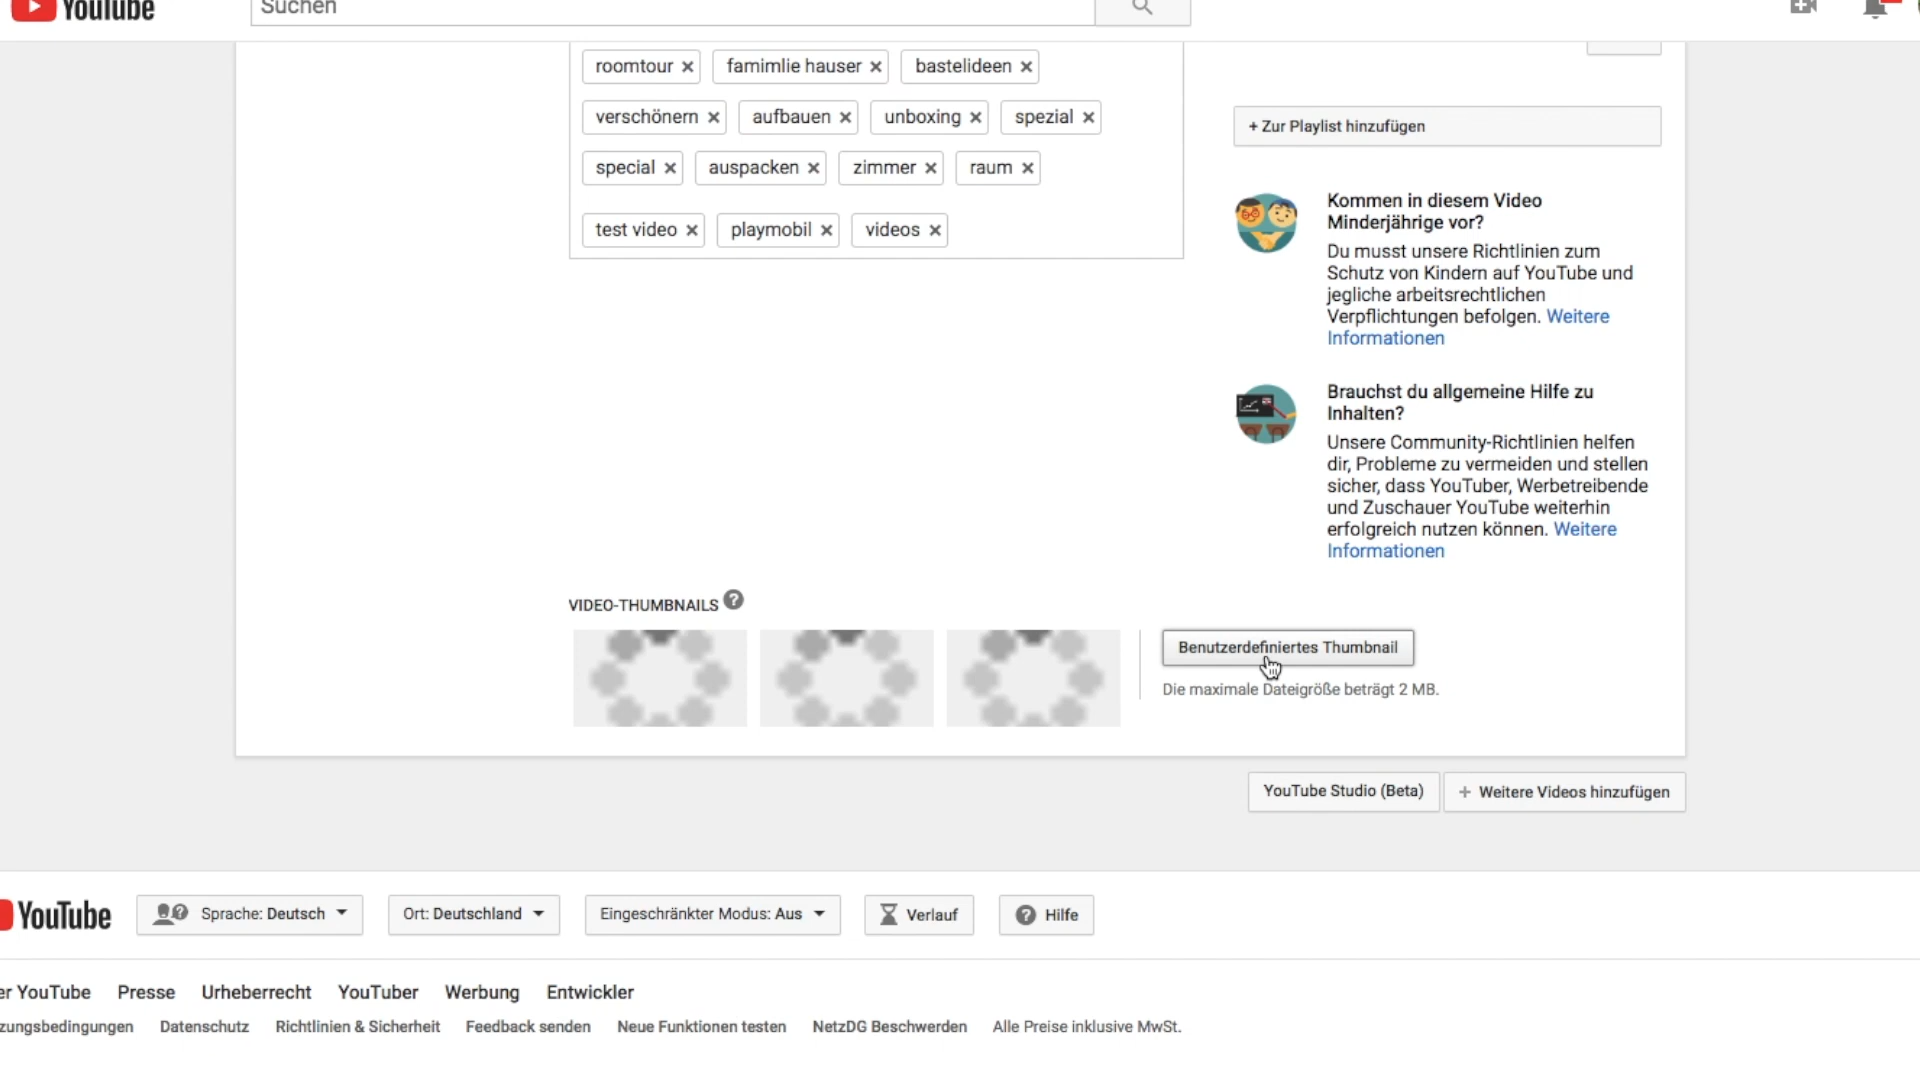 YouTube
Suchen
roomtour × famimlie hauser × bastelideen ×
verschönern × aufbauen × unboxing × spezial ×
special × auspacken × zimmer × raum ×
test video × playmobil × videos ×
+ Zur Playlist hinzufügen
Kommen in diesem Video
Minderjährige vor?
Du musst unsere Richtlinien zum
Schutz von Kindern auf YouTube und
jegliche arbeitsrechtlichen
Verpflichtungen befolgen. Weitere
Informationen
Brauchst du allgemeine Hilfe zu
Inhalten?
Unsere Community-Richtlinien helfen
dir, Probleme zu vermeiden und stellen
sicher, dass YouTuber, Werbetreibende
und Zuschauer YouTube weiterhin
erfolgreich nutzen können. Weitere
Informationen
VIDEO-THUMBNAILS ?
Benutzerdefiniertes Thumbnail
Die maximale Dateigröße beträgt 2 MB.
YouTube Studio (Beta) + Weitere Videos hinzufügen
YouTube Sprache: Deutsch Ort: Deutschland Eingeschränkter Modus: Aus Verlauf ? Hilfe
er YouTube Presse Urheberrecht YouTuber Werbung Entwickler
zungsbedingungen Datenschutz Richtlinien & Sicherheit Feedback senden Neue Funktionen testen NetzDG Beschwerden Alle Preise inklusive MwSt.